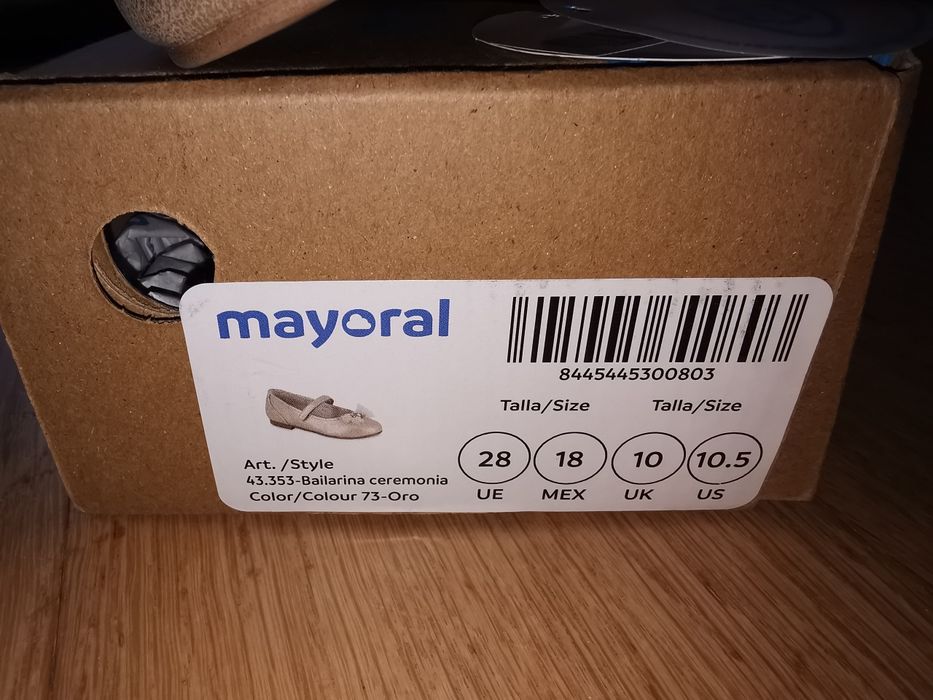 mayoral
8445445300803
Talla/Size Talla/Size
28 18 10 10.5
UE MEX UK US
Art. /Style
43.353-Bailarina ceremonia
Color/Colour 73-Oro